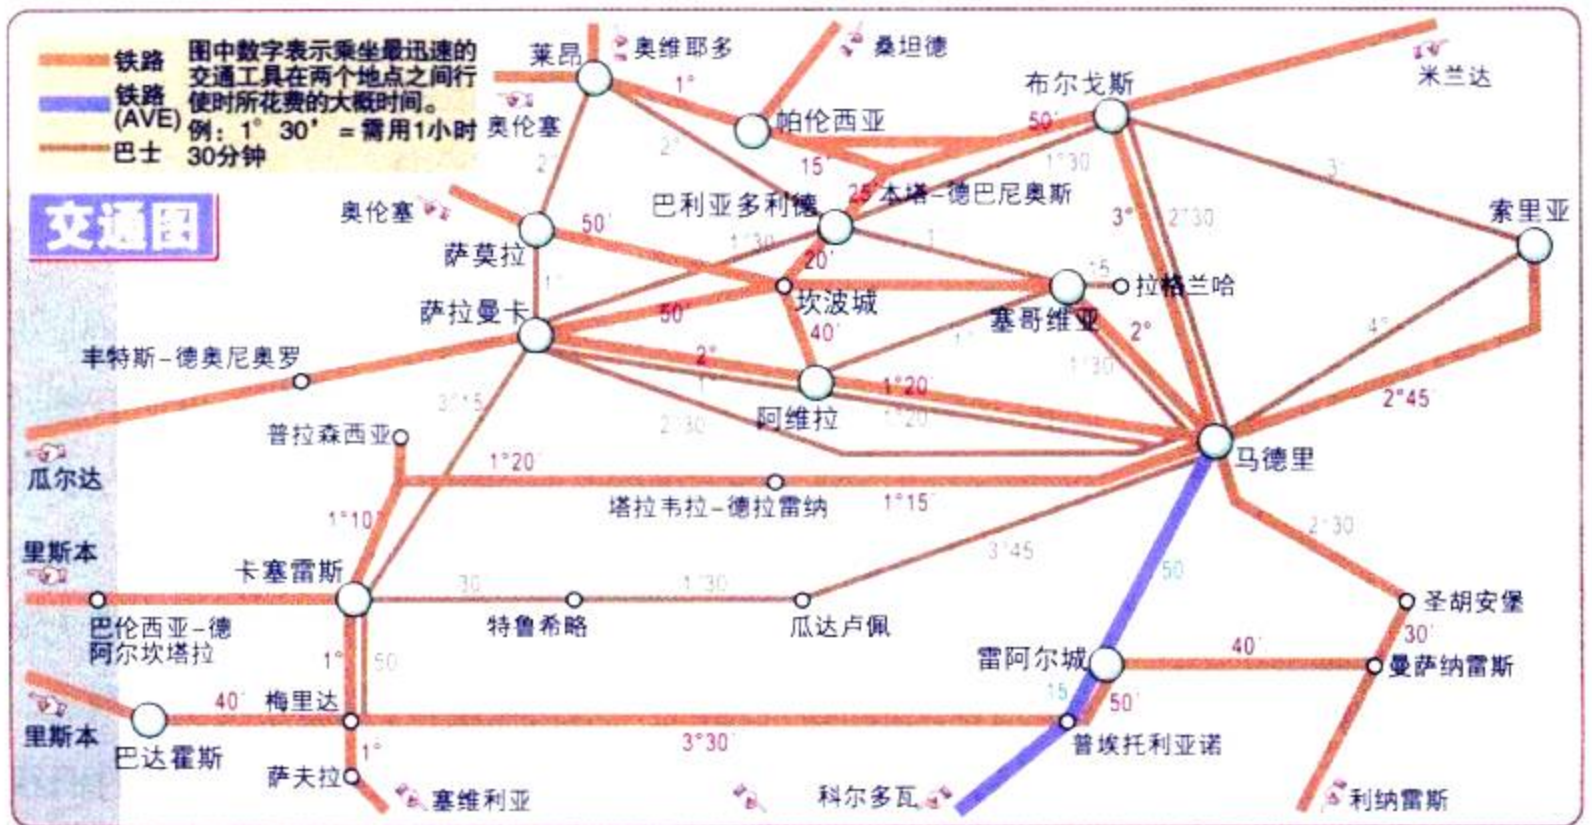 铁路
铁路
(AVE)
巴士
图中数字表示乘坐最迅速的
交通工具在两个地点之间行
使时所花费的大概时间。
例：1° 30' =需用1小时
30分钟
交通图
莱昂
奥维耶多
桑坦德
布尔戈斯
米兰达
奥伦塞
1°
帕伦西亚
50'
2°
2°
15'
1°30
3
奥伦塞
50'
巴利亚多利德
25'
本塔-德巴尼奥斯
3°
2°30
索里亚
萨莫拉
1°30
20'
1
15
拉格兰哈
1°
坎波城
塞哥维亚
萨拉曼卡
50'
40'
1°
2°
1°30
4°
丰特斯-德奥尼奥罗
2°
1°20'
1°20
2°45'
阿维拉
2°30
普拉森西亚
马德里
瓜尔达
1°20'
塔拉韦拉-德拉雷纳
1°15'
1°10'
2°30
里斯本
3°45
卡塞雷斯
30
1°30
50
巴伦西亚-德
阿尔坎塔拉
特鲁希略
瓜达卢佩
圣胡安堡
30'
1°
50
雷阿尔城
40'
曼萨纳雷斯
里斯本
40'
梅里达
15
50'
巴达霍斯
3°30'
普埃托利亚诺
1°
萨夫拉
塞维利亚
科尔多瓦
利纳雷斯